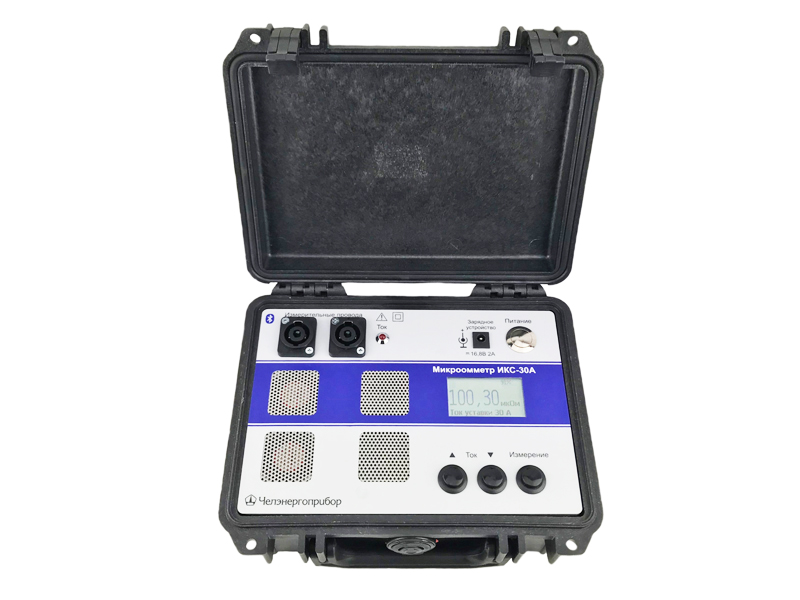 Измерительные провода
Ток
Зарядное
устройство
Питание
= 16,8В 2А
Микроомметр ИКС-30А
100,30 мкОм
Ток уставки 30 А
▲ Ток ▼ Измерение
Челэнергоприбор